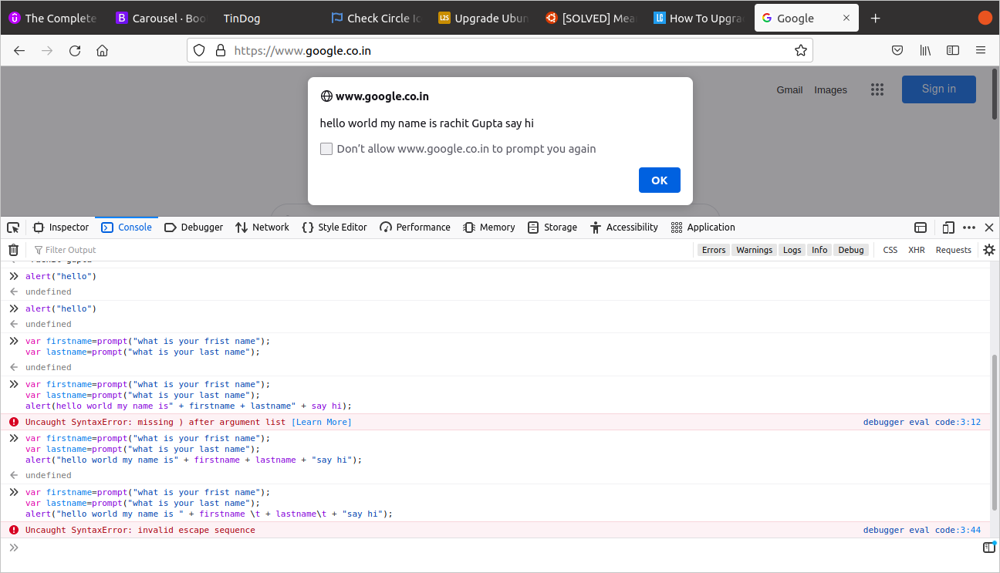 The Complete
Carousel · Boo
TinDog
Check Circle Ic
Upgrade Ubun
[SOLVED] Mea
How To Upgra
Google
https://www.google.co.in
Gmail
Images
Sign in
www.google.co.in
hello world my name is rachit Gupta say hi
Don't allow www.google.co.in to prompt you again
OK
Inspector
Console
Debugger
Network
Style Editor
Performance
Memory
Storage
Accessibility
Application
Filter Output
Errors
Warnings
Logs
Info
Debug
CSS
XHR
Requests
alert("hello")
undefined
alert("hello")
undefined
var firstname=prompt("what is your frist name");
var lastname=prompt("what is your last name");
undefined
var firstname=prompt("what is your frist name");
var lastname=prompt("what is your last name");
alert(hello world my name is" + firstname + lastname" + say hi);
Uncaught SyntaxError: missing ) after argument list [Learn More]
debugger eval code:3:12
var firstname=prompt("what is your frist name");
var lastname=prompt("what is your last name");
alert("hello world my name is" + firstname + lastname + "say hi");
undefined
var firstname=prompt("what is your frist name");
var lastname=prompt("what is your last name");
alert("hello world my name is " + firstname \t + lastname\t + "say hi");
Uncaught SyntaxError: invalid escape sequence
debugger eval code:3:44